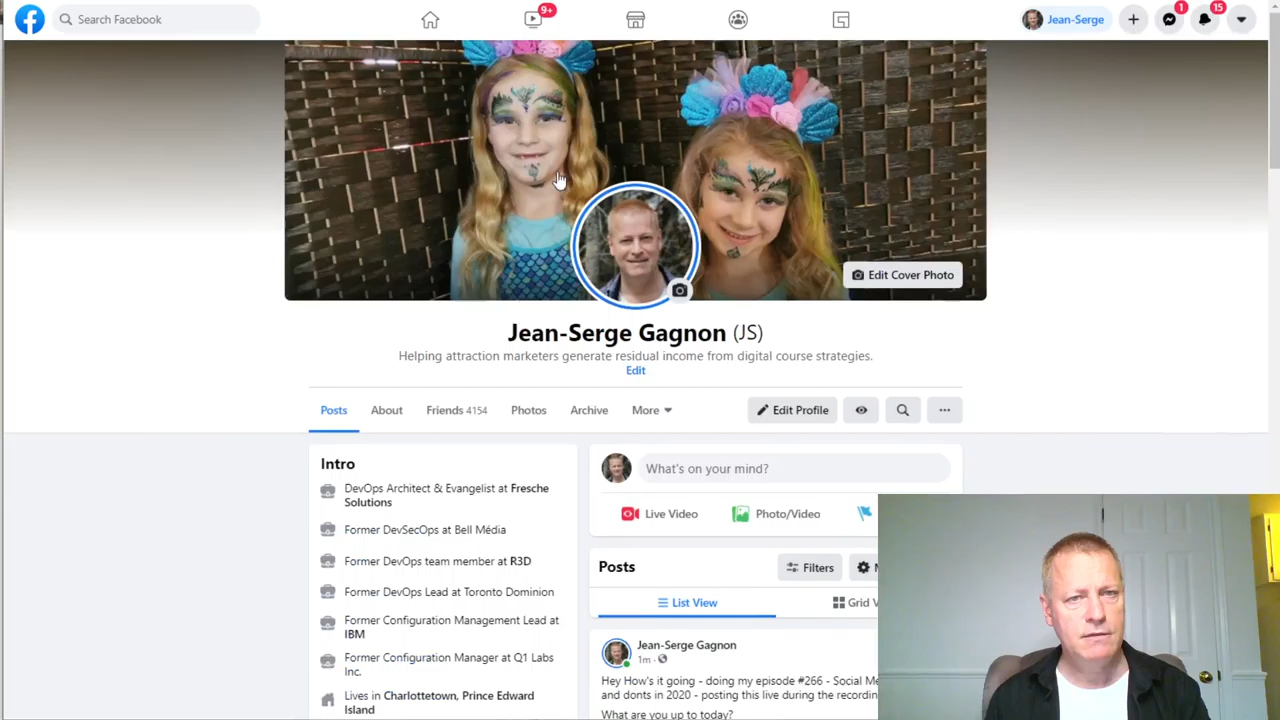 Search Facebook
9+
Jean-Serge
1
15
Edit Cover Photo
Jean-Serge Gagnon (JS)
Helping attraction marketers generate residual income from digital course strategies.
Edit
Posts
About
Friends 4154
Photos
Archive
More
Edit Profile
Intro
DevOps Architect & Evangelist at Fresche
Solutions
Former DevSecOps at Bell Média
Former DevOps team member at R3D
Former DevOps Lead at Toronto Dominion
Former Configuration Management Lead at
IBM
Former Configuration Manager at Q1 Labs
Inc.
Lives in Charlottetown, Prince Edward
Island
What's on your mind?
Live Video
Photo/Video
Posts
Filters
List View
Grid V
Jean-Serge Gagnon
1m
Hey How's it going - doing my episode #266 - Social Me
and donts in 2020 - posting this live during the recordin
What are you up to today?